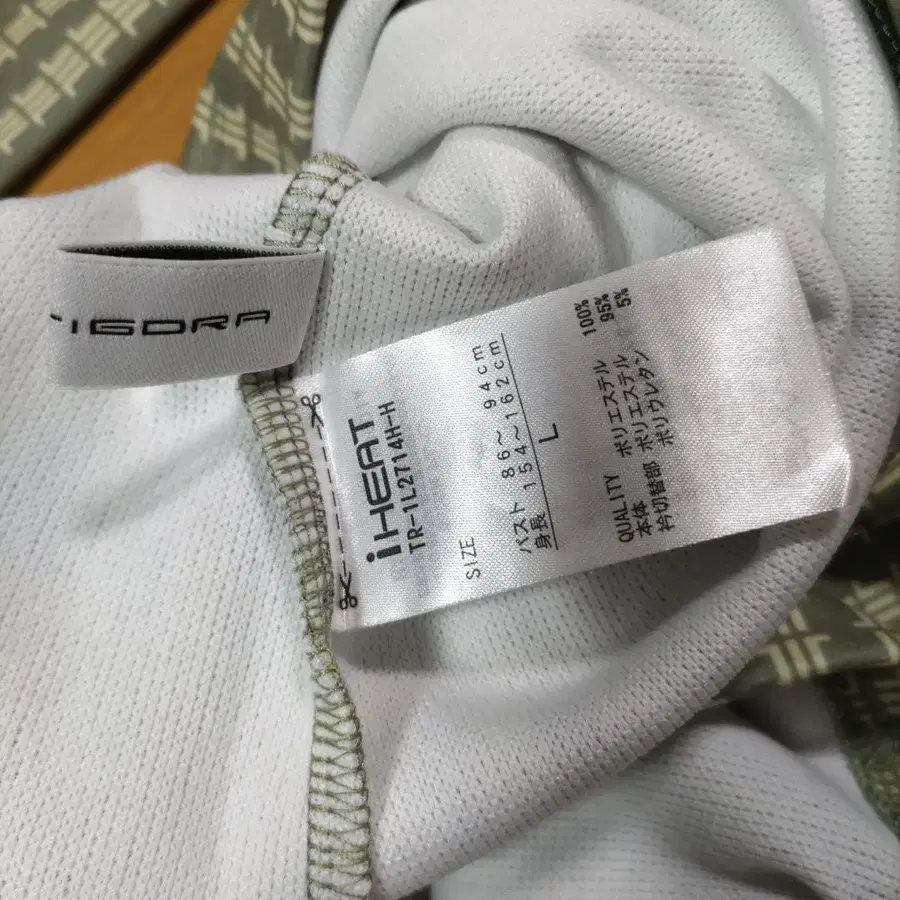 TIGORA
iHEAT
TR-1L2714H-H
SIZE
バスト 86～ 94cm
身長 154～162cm
L
QUALITY
本体 ポリエステル 100%
衿切替部 ポリエステル 95%
ポリウレタン 5%